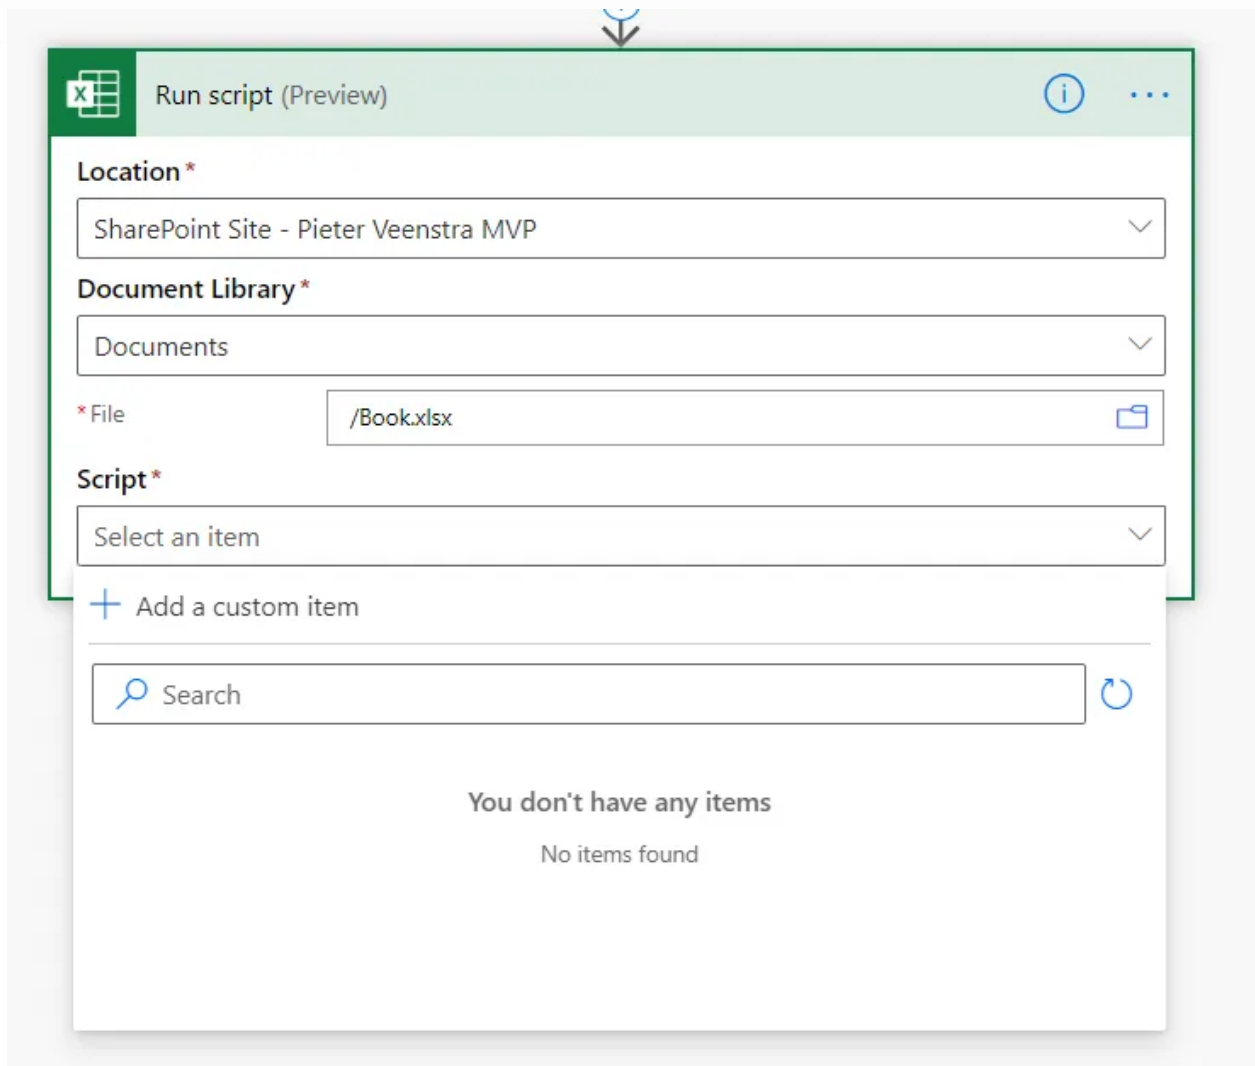 Run script (Preview)
Location *
SharePoint Site - Pieter Veenstra MVP
Document Library *
Documents
* File
/Book.xlsx
Script *
Select an item
Add a custom item
Search
You don't have any items
No items found